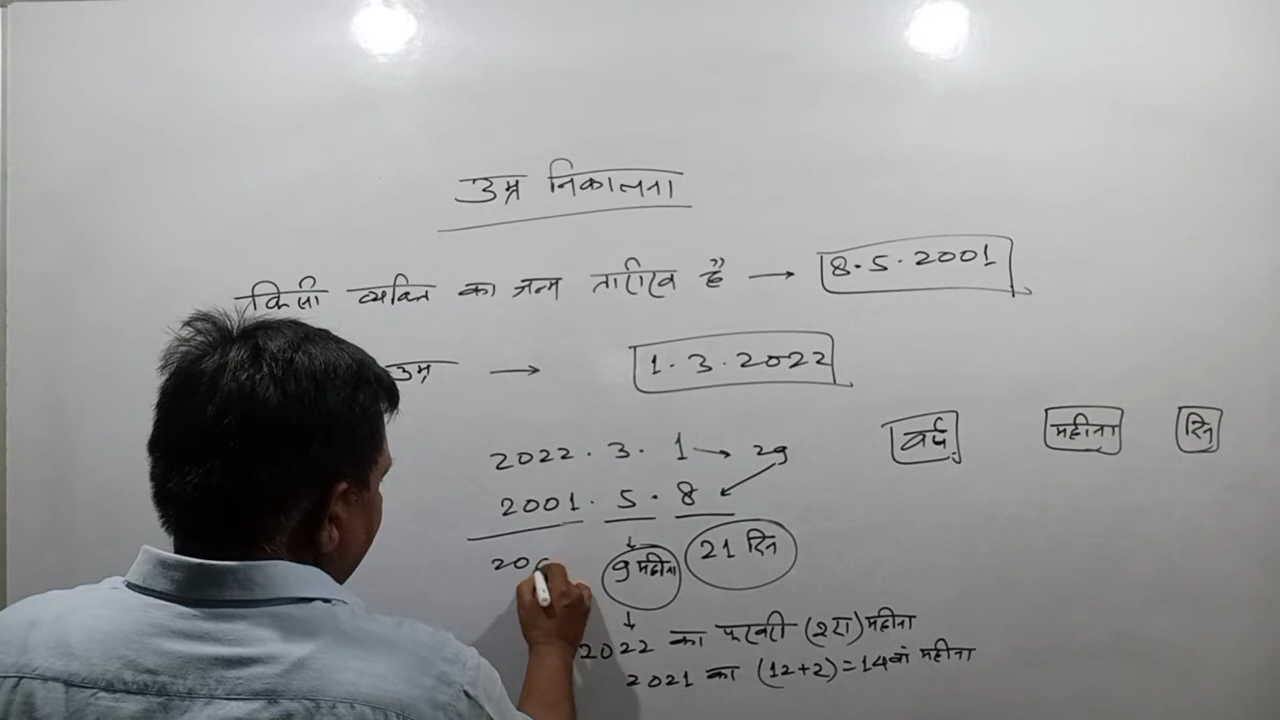 उम्र निकालना
किसी व्यक्ति का जन्म तारीख है → 8.5.2001
उम्र → 1.3.2022
वर्ष महीना दिन
2022.3.1 → 29
2001.5.8
200
9 महीना 21 दिन
2022 का फरवरी (2रा) महीना
2021 का (12+2)=14वां महीना